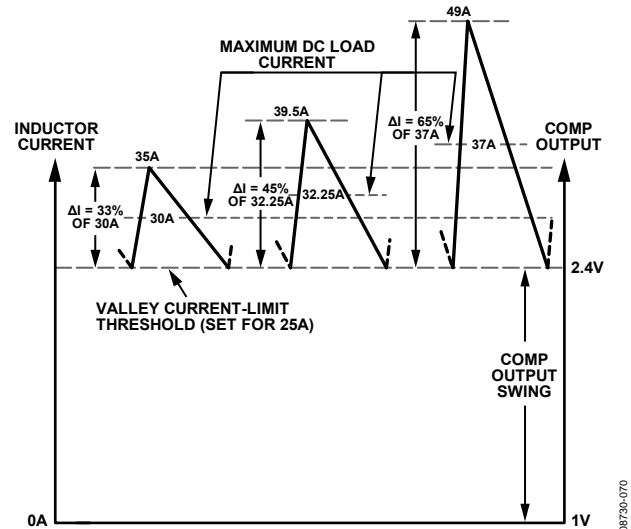 49A
MAXIMUM DC LOAD
CURRENT
39.5A
ΔI = 65%
OF 37A
INDUCTOR
CURRENT
COMP
OUTPUT
35A
37A
ΔI = 45%
OF 32.25A
32.25A
ΔI = 33%
OF 30A
30A
2.4V
VALLEY CURRENT-LIMIT
THRESHOLD (SET FOR 25A)
COMP
OUTPUT
SWING
0A
1V
08730-070